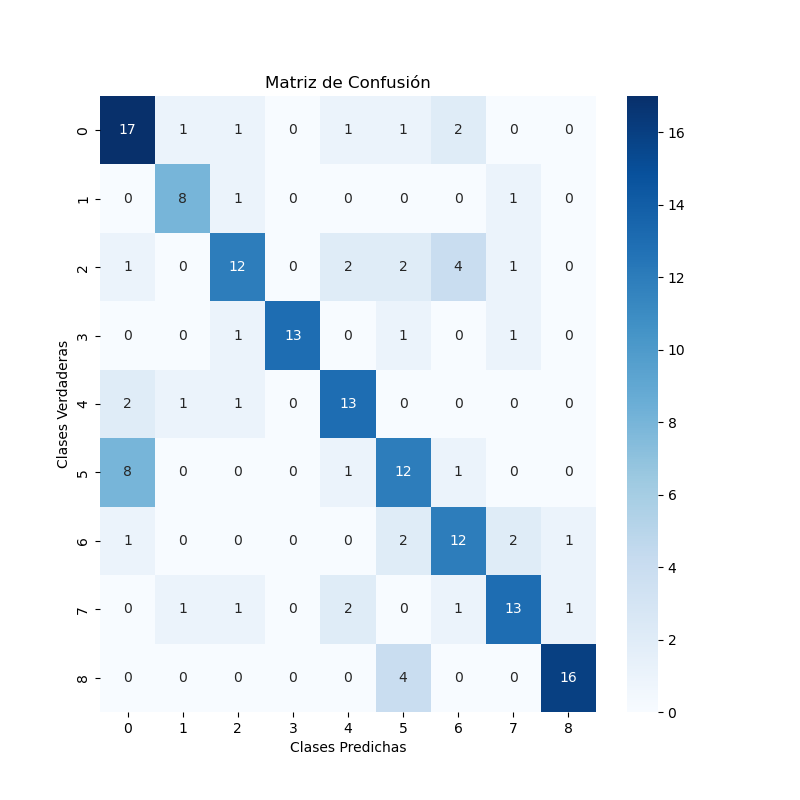 Matriz de Confusión
Clases Verdaderas
0 17 1 1 0 1 1 2 0 0
1 0 8 1 0 0 0 0 1 0
2 1 0 12 0 2 2 4 1 0
3 0 0 1 13 0 1 0 1 0
4 2 1 1 0 13 0 0 0 0
5 8 0 0 0 1 12 1 0 0
6 1 0 0 0 0 2 12 2 1
7 0 1 1 0 2 0 1 13 1
8 0 0 0 0 0 4 0 0 16
0 1 2 3 4 5 6 7 8
Clases Predichas
16
14
12
10
8
6
4
2
0